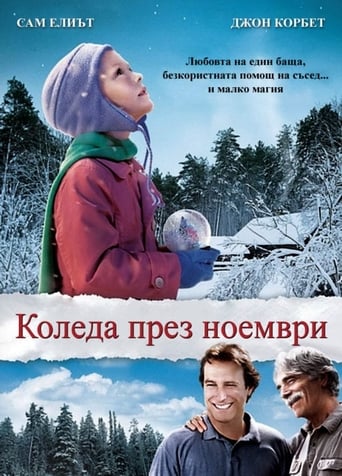 САМ ЕЛИЪТ
ДЖОН КОРБЕТ
Любовта на един баща,
безкористната помощ на съсед...
и малко магия
Коледа през ноември